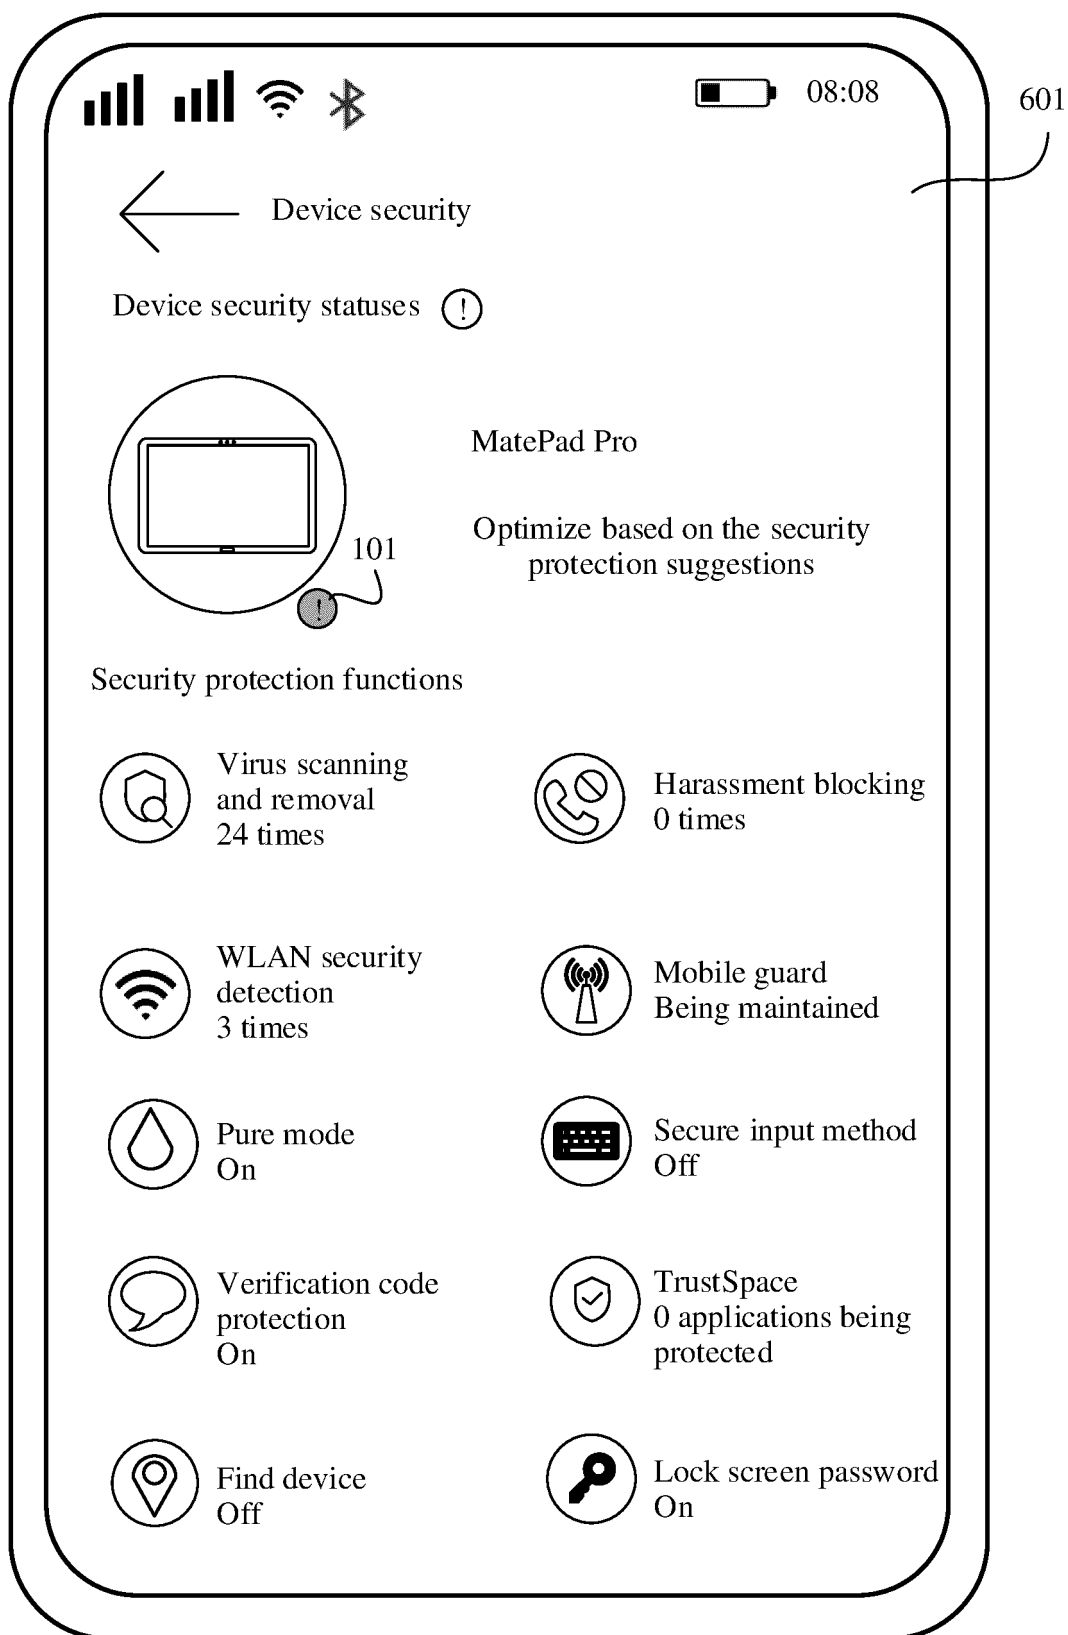 08:08
601
Device security
Device security statuses !
MatePad Pro
Optimize based on the security
protection suggestions
101
!
Security protection functions
Virus scanning
and removal
24 times
Harassment blocking
0 times
WLAN security
detection
3 times
Mobile guard
Being maintained
Pure mode
On
Secure input method
Off
Verification code
protection
On
TrustSpace
0 applications being
protected
Find device
Off
Lock screen password
On